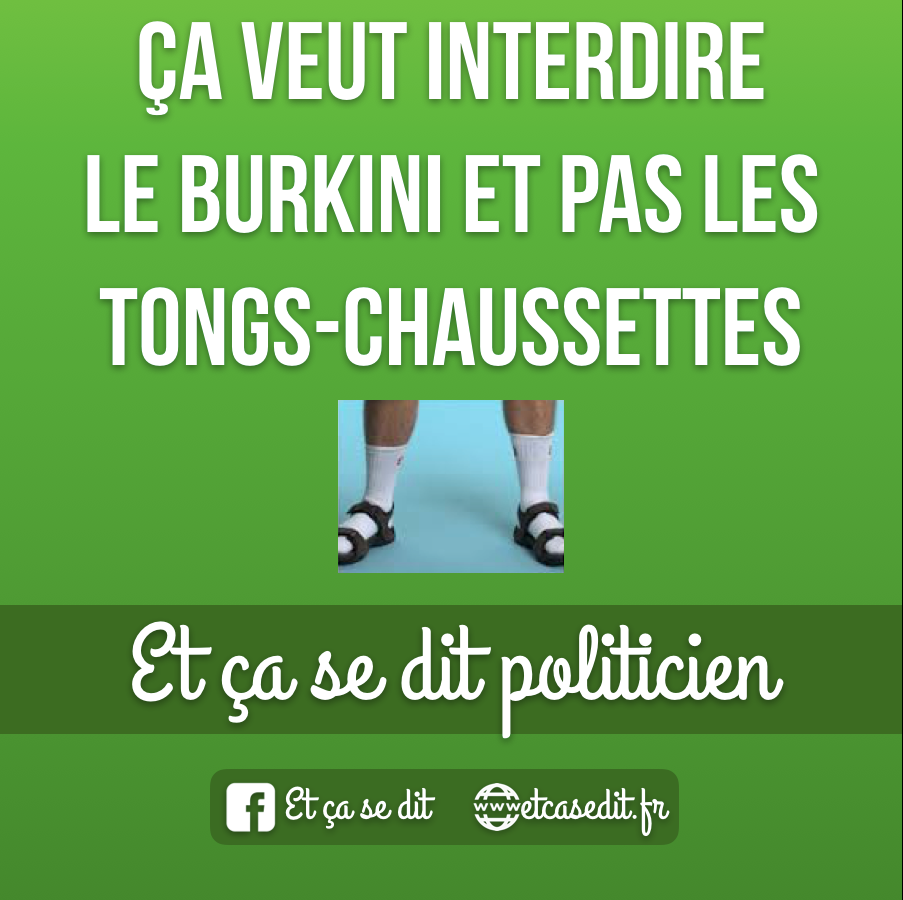 ÇA VEUT INTERDIRE
LE BURKINI ET PAS LES
TONGS-CHAUSSETTES
Et ça se dit politicien
f Et ça se dit www etcasedit.fr